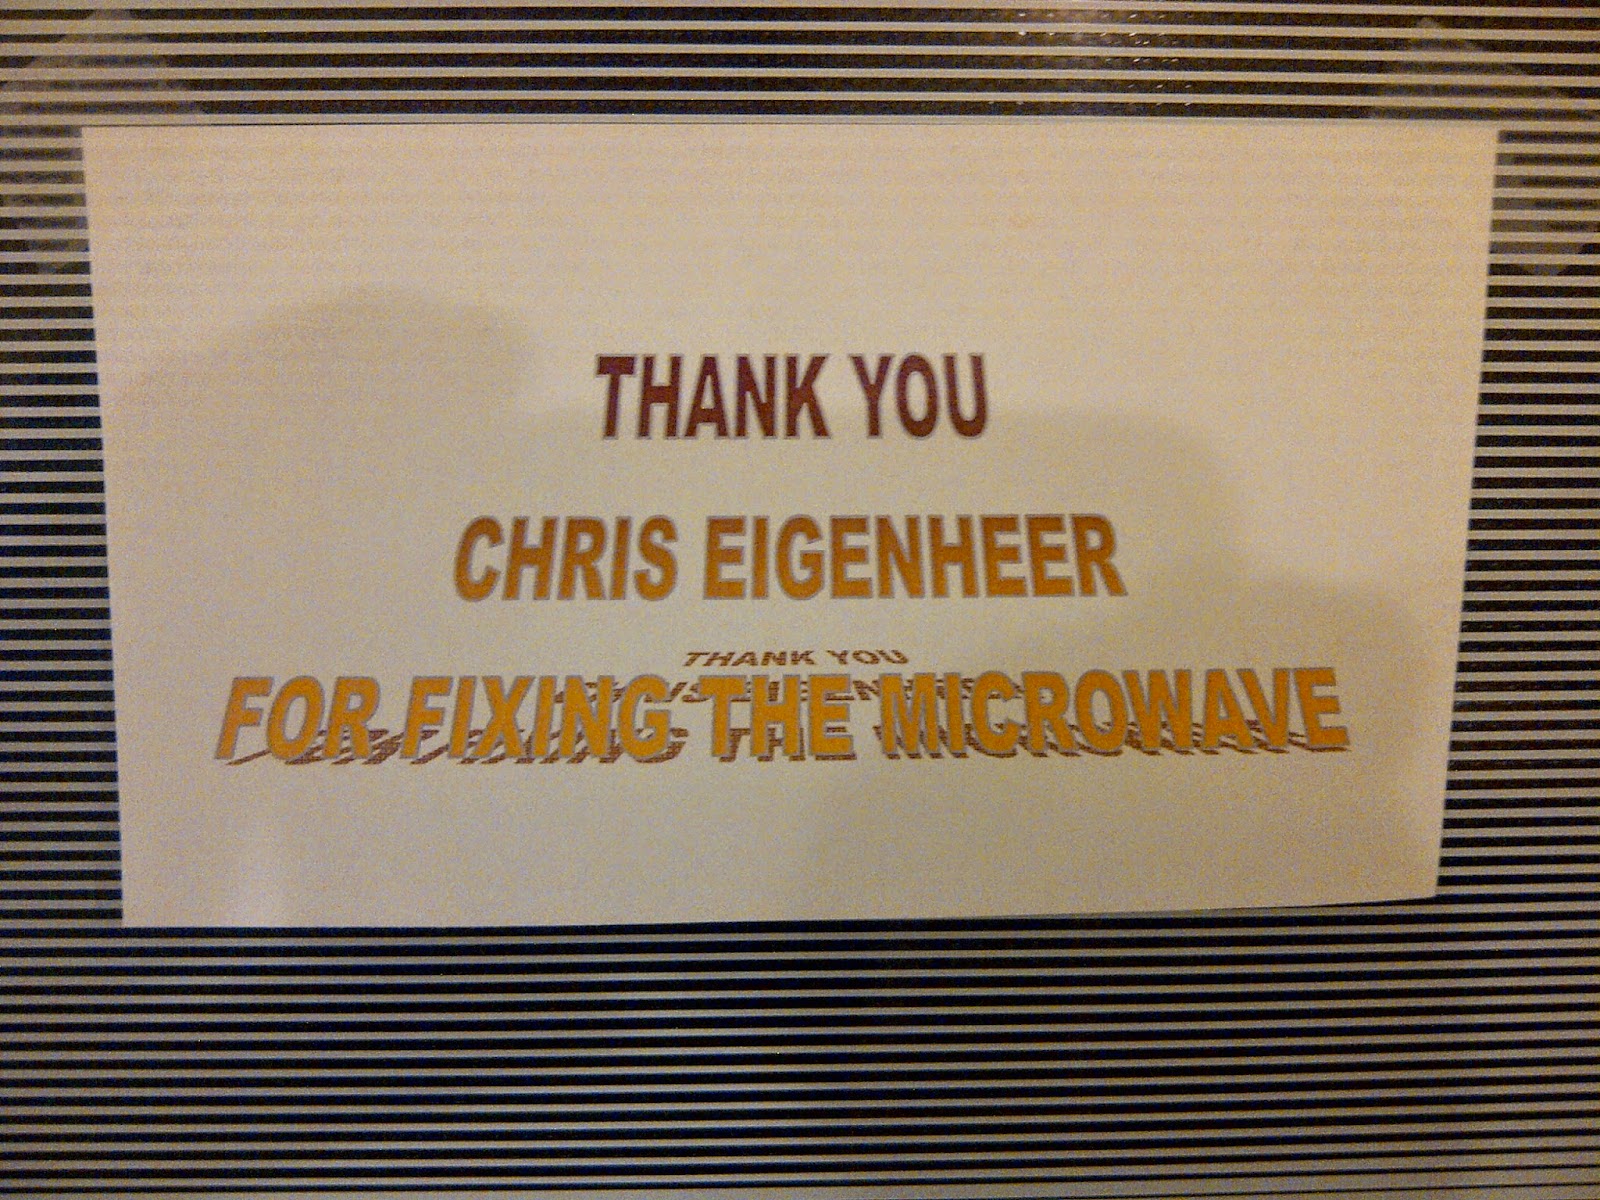 THANK YOU
CHRIS EIGENHEER
THANK YOU
FOR FIXING THE MICROWAVE